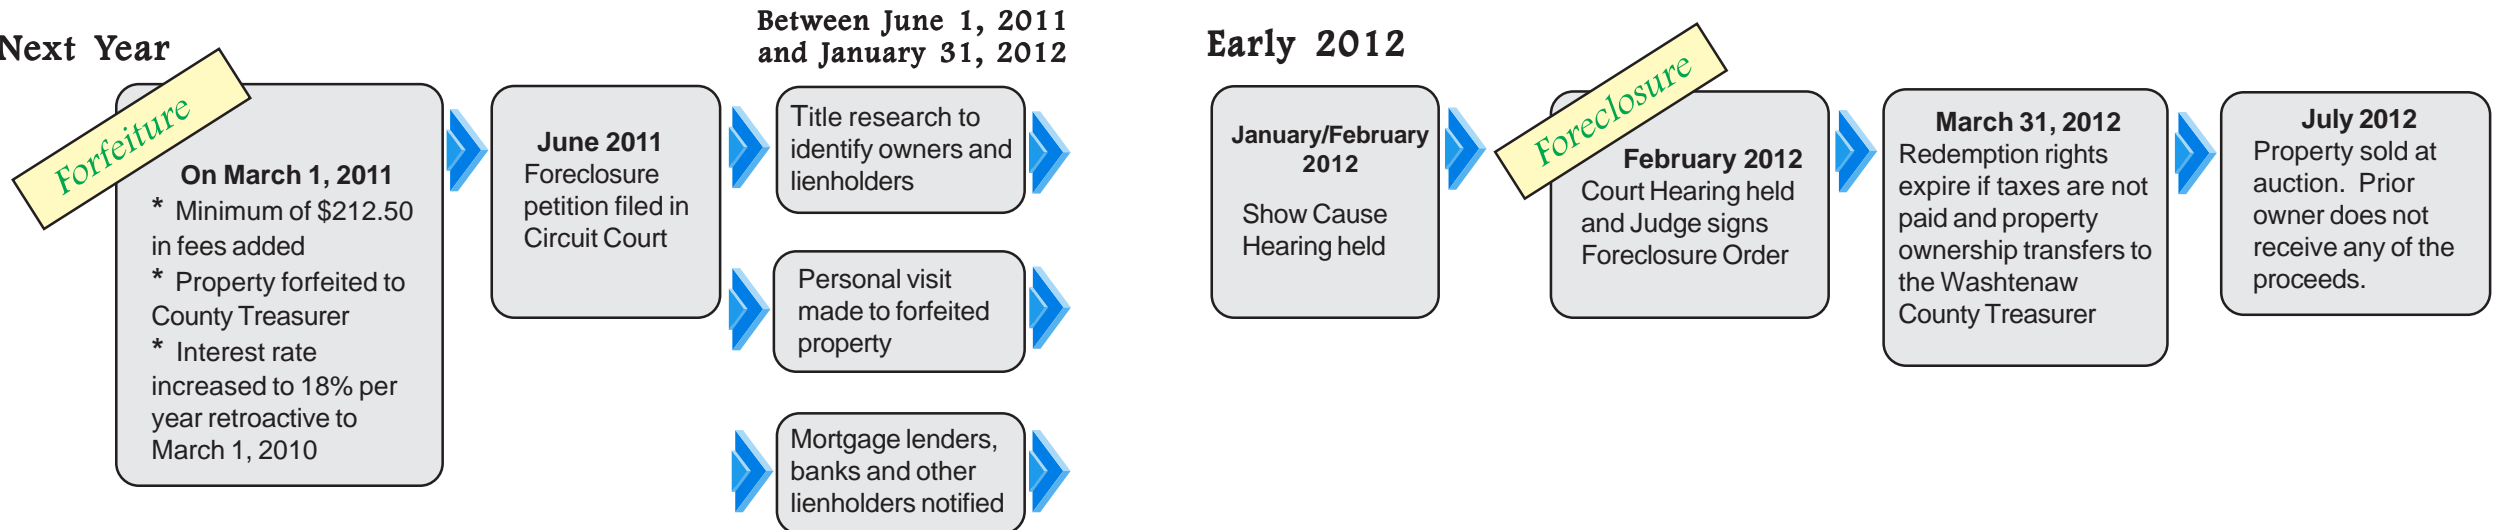 Next Year
Forfeiture
On March 1, 2011
* Minimum of $212.50
in fees added
* Property forfeited to
County Treasurer
* Interest rate
increased to 18% per
year retroactive to
March 1, 2010
June 2011
Foreclosure
petition filed in
Circuit Court
Between June 1, 2011
and January 31, 2012
Title research to
identify owners and
lienholders
Personal visit
made to forfeited
property
Mortgage lenders,
banks and other
lienholders notified
Early 2012
January/February
2012
Show Cause
Hearing held
Foreclosure
February 2012
Court Hearing held
and Judge signs
Foreclosure Order
March 31, 2012
Redemption rights
expire if taxes are not
paid and property
ownership transfers to
the Washtenaw
County Treasurer
July 2012
Property sold at
auction.  Prior
owner does not
receive any of the
proceeds.